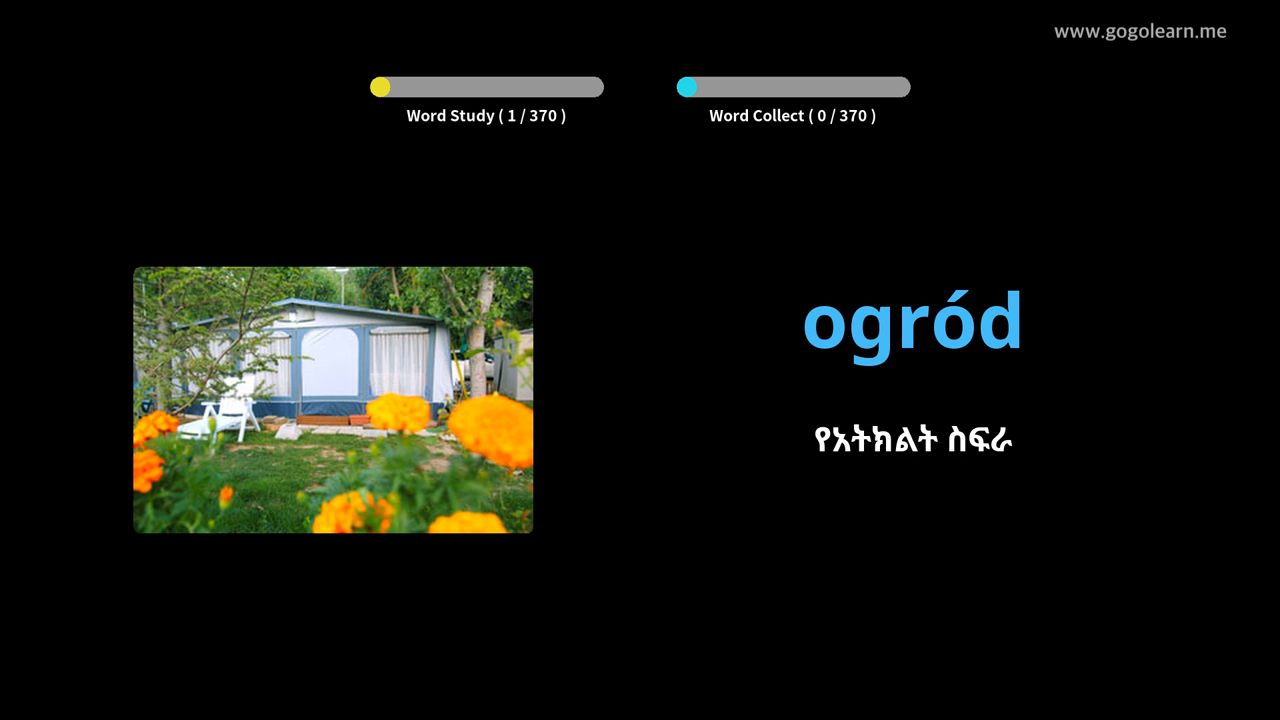 www.gogolearn.me
Word Study ( 1 / 370 )
Word Collect ( 0 / 370 )
ogród
የአትክልት ስፍራ